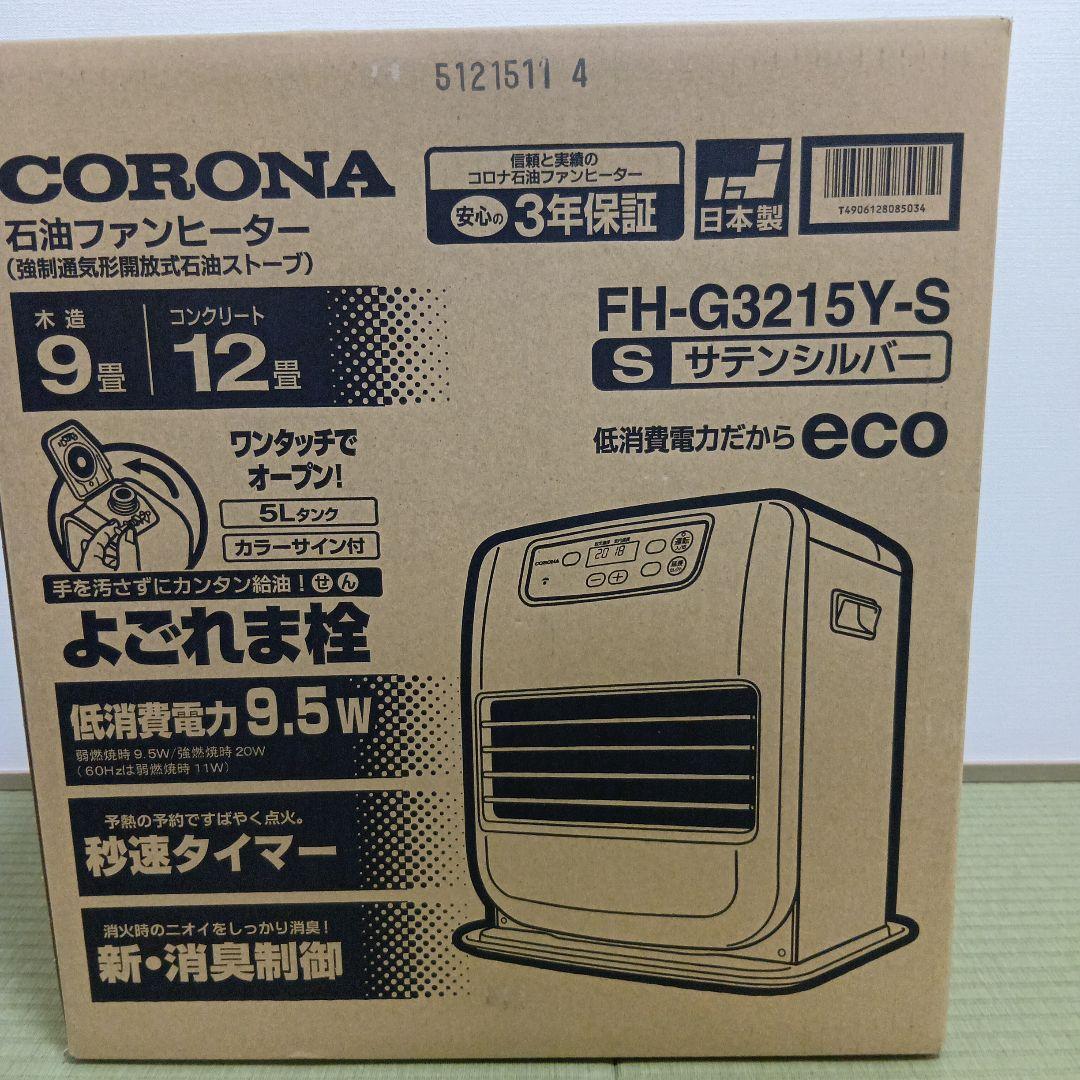 5121511 4
CORONA
石油ファンヒーター
(強制通気形開放式石油ストーブ)
信頼と実績の
コロナ石油ファンヒーター
安心の 3年保証
日本製
T4906128085034
木造
9畳
コンクリート
12畳
FH-G3215Y-S
S サテンシルバー
低消費電力だから eco
ワンタッチで
オープン!
5Lタンク
カラーサイン付
手を汚さずにカンタン給油!せん
よごれま栓
低消費電力 9.5W
弱燃焼時 9.5W/強燃焼時 20W
(60Hzは弱燃焼時 11W)
予熱の予約ですばやく点火。
秒速タイマー
消火時のニオイをしっかり消臭!
新・消臭制御
CORONA
20 18
運転